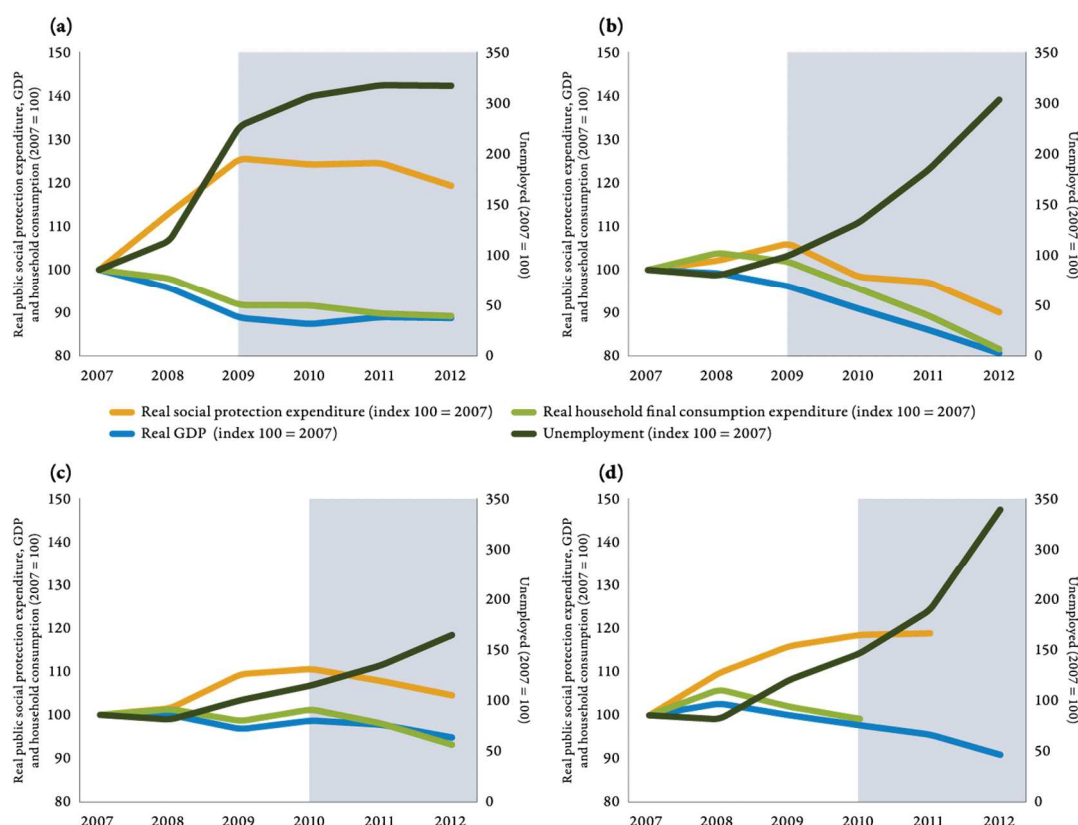 (a)
(b)
Real public social protection expenditure, GDP
and household consumption (2007 = 100)
150
140
130
120
110
100
90
80
350
300
250
200
150
100
50
0
Unemployed (2007 = 100)
2007 2008 2009 2010 2011 2012
Real public social protection expenditure, GDP
and household consumption (2007 = 100)
150
140
130
120
110
100
90
80
350
300
250
200
150
100
50
0
Unemployed (2007 = 100)
2007 2008 2009 2010 2011 2012
Real social protection expenditure (index 100 = 2007)
Real household final consumption expenditure (index 100 = 2007)
Real GDP (index 100 = 2007)
Unemployment (index 100 = 2007)
(c)
(d)
Real public social protection expenditure, GDP
and household consumption (2007 = 100)
150
140
130
120
110
100
90
80
350
300
250
200
150
100
50
0
Unemployed (2007 = 100)
2007 2008 2009 2010 2011 2012
Real public social protection expenditure, GDP
and household consumption (2007 = 100)
150
140
130
120
110
100
90
80
350
300
250
200
150
100
50
0
Unemployed (2007 = 100)
2007 2008 2009 2010 2011 2012